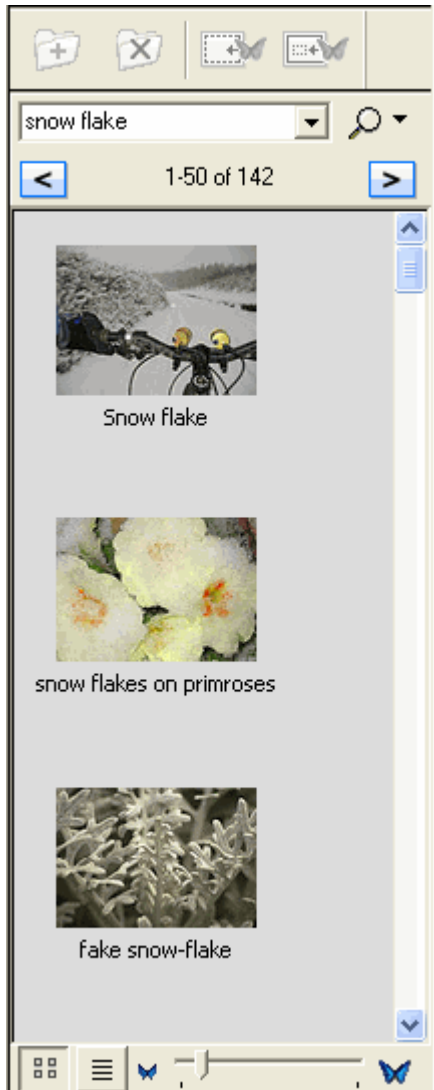 snow flake
1-50 of 142
Snow flake
snow flakes on primroses
fake snow-flake